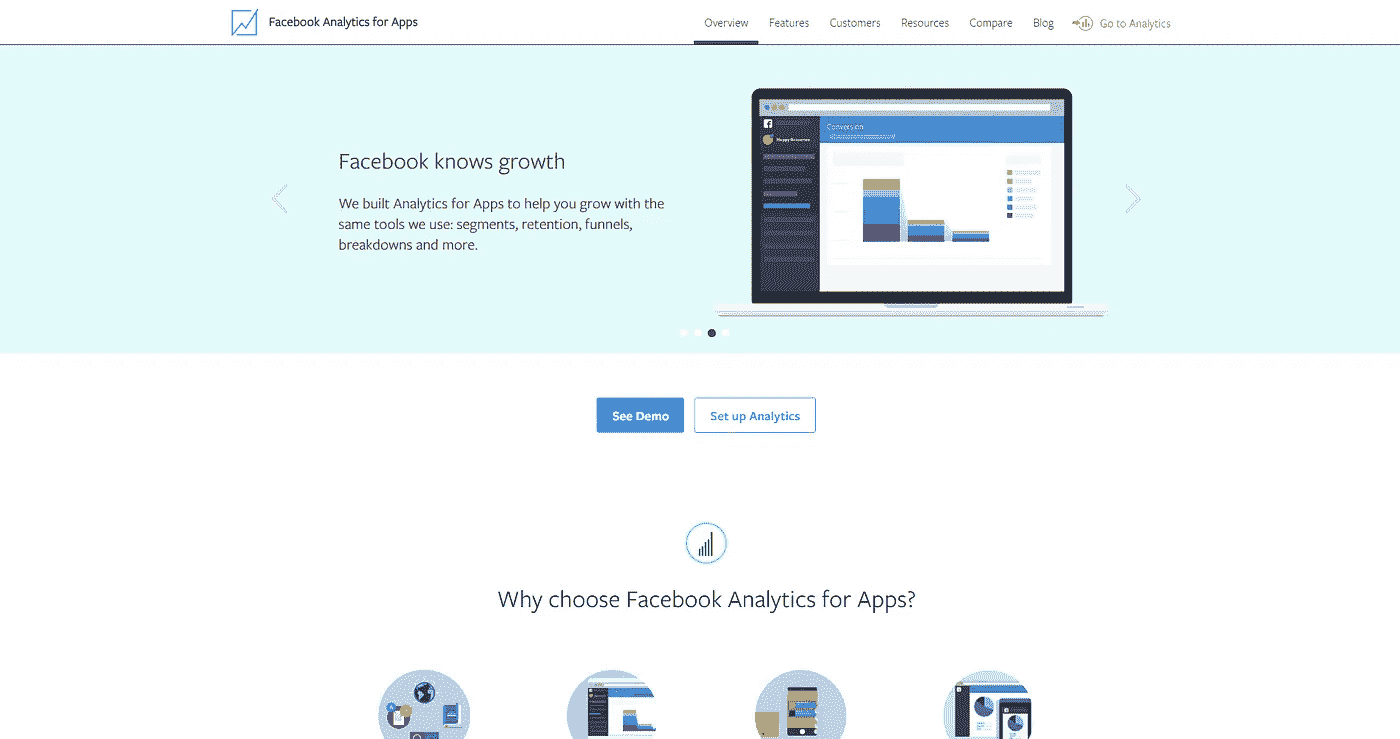 Facebook Analytics for Apps
Overview Features Customers Resources Compare Blog Go to Analytics
Facebook knows growth
We built Analytics for Apps to help you grow with the
same tools we use: segments, retention, funnels,
breakdowns and more.
Conversion
See Demo Set up Analytics
Why choose Facebook Analytics for Apps?